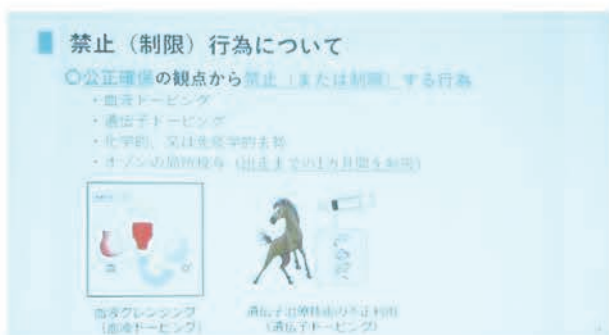 禁止（制限）行為について
〇公正確保の観点から禁止（または制限）する行為
・血液ドーピング
・遺伝子ドーピング
・化学的、又は免疫学的去勢
・オゾンの局所投与（出走までの1カ月間を制限）
血液クレンジング
（血液ドーピング）
遺伝子治療技術の不正利用
（遺伝子ドーピング）